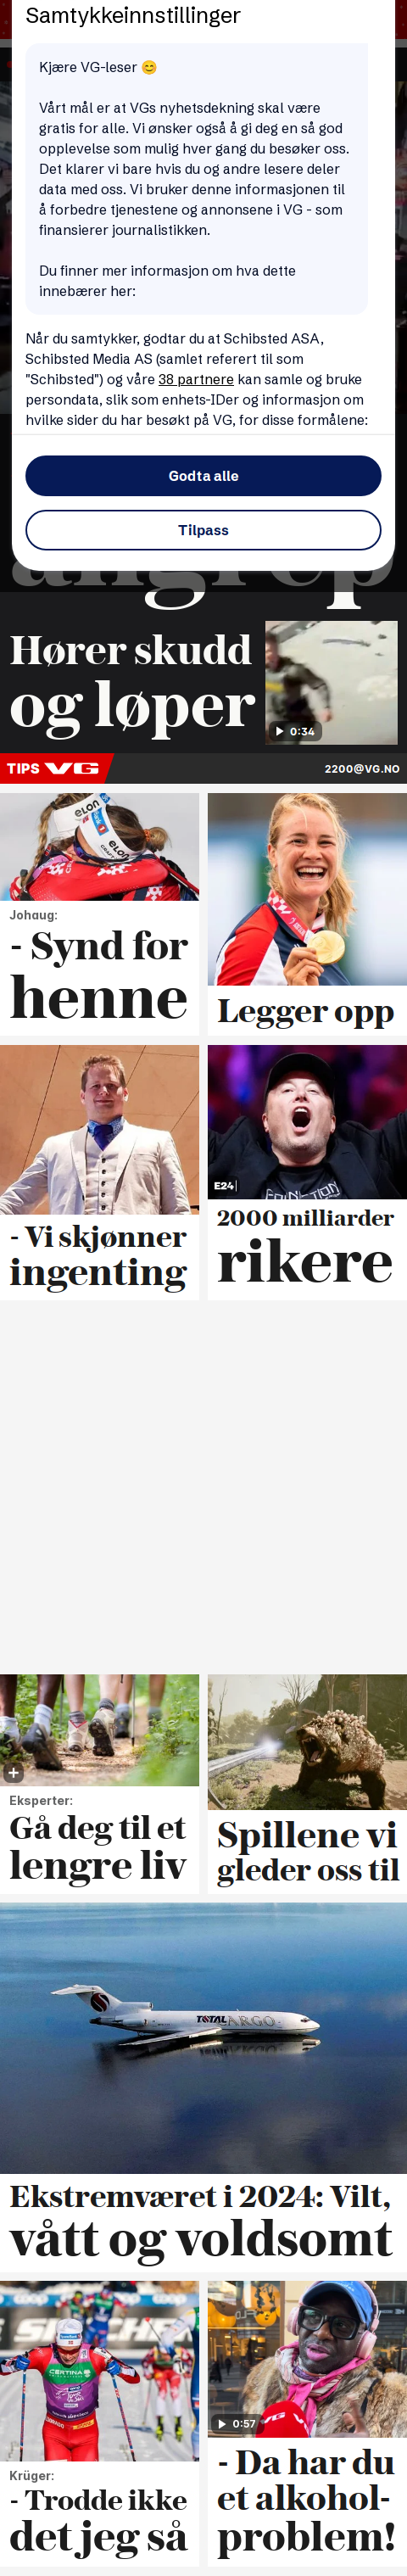 Samtykkeinnstillinger
Kjære VG-leser 😊
Vårt mål er at VGs nyhetsdekning skal være
gratis for alle. Vi ønsker også å gi deg en så god
opplevelse som mulig hver gang du besøker oss.
Det klarer vi bare hvis du og andre lesere deler
data med oss. Vi bruker denne informasjonen til
å forbedre tjenestene og annonsene i VG - som
finansierer journalistikken.
Du finner mer informasjon om hva dette
innebærer her:
Når du samtykker, godtar du at Schibsted ASA,
Schibsted Media AS (samlet referert til som
"Schibsted") og våre 38 partnere kan samle og bruke
persondata, slik som enhets-IDer og informasjon om
hvilke sider du har besøkt på VG, for disse formålene:
Godta alle
Tilpass
angrep
Hører skudd
og løper
0:34
TIPS VG
2200@VG.NO
Johaug:
- Synd for
henne
Legger opp
- Vi skjønner
ingenting
E24
2000 milliarder
rikere
Eksperter:
Gå deg til et
lengre liv
Spillene vi
gleder oss til
TOTAL CARGO
Ekstremværet i 2024: Vilt,
vått og voldsomt
Krüger:
- Trodde ikke
det jeg så
0:57
VG
- Da har du
et alkohol-
problem!